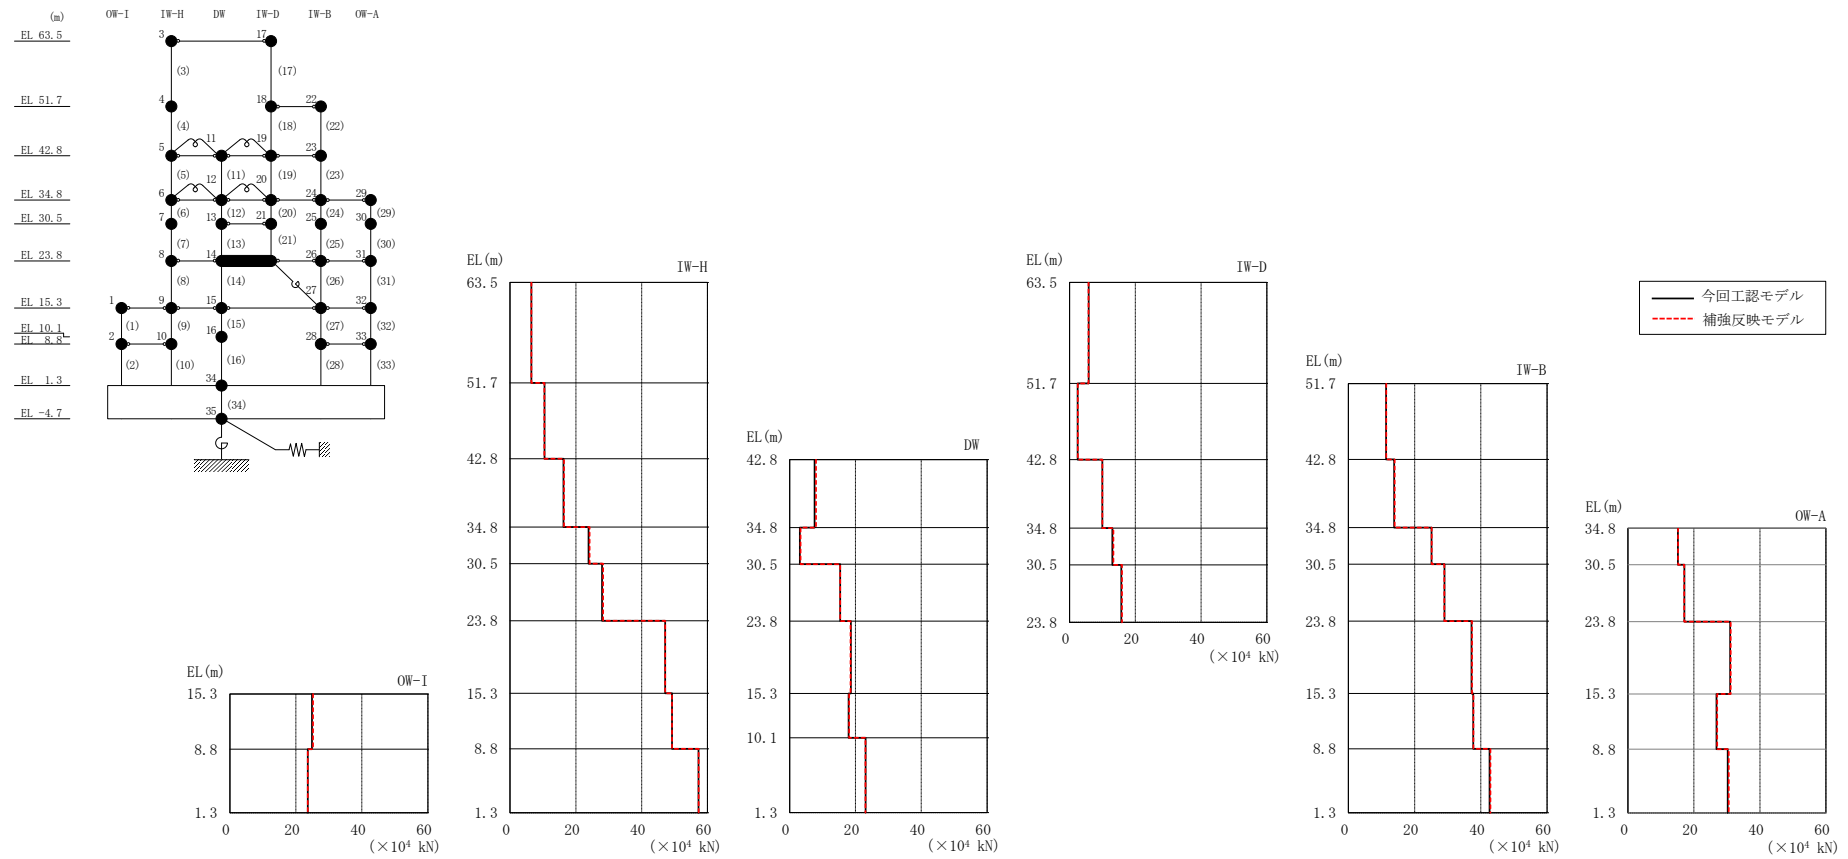 (m) OW-I IW-H DW IW-D IW-B OW-A
EL 63.5 3 17
(3) (17)
EL 51.7 4 18 22
(4) (18) (22)
11 19
EL 42.8 5 23
(5) (11) (19) (23)
12 20
EL 34.8 6 24 29
(6) (12) (20) (24) (29)
EL 30.5 7 13 21 25 30
(7) (13) (21) (25) (30)
EL 23.8 8 14 26 31
(8) (14) (26) (31)
27
EL 15.3 1 9 15 32
(1) (9) (15) (27) (32)
EL 10.1 16
EL 8.8 2 10 28 33
(2) (10) (16) (28) (33)
EL 1.3 34
(34)
EL -4.7 35
EL(m) OW-I
15.3
8.8
1.3
0 20 40 60
(×10⁴ kN)
EL(m) IW-H
63.5
51.7
42.8
34.8
30.5
23.8
15.3
8.8
1.3
0 20 40 60
(×10⁴ kN)
EL(m) DW
42.8
34.8
30.5
23.8
15.3
10.1
1.3
0 20 40 60
(×10⁴ kN)
EL(m) IW-D
63.5
51.7
42.8
34.8
30.5
23.8
0 20 40 60
(×10⁴ kN)
EL(m) IW-B
51.7
42.8
34.8
30.5
23.8
15.3
8.8
1.3
0 20 40 60
(×10⁴ kN)
EL(m) OW-A
34.8
30.5
23.8
15.3
8.8
1.3
0 20 40 60
(×10⁴ kN)
今回工認モデル
補強反映モデル